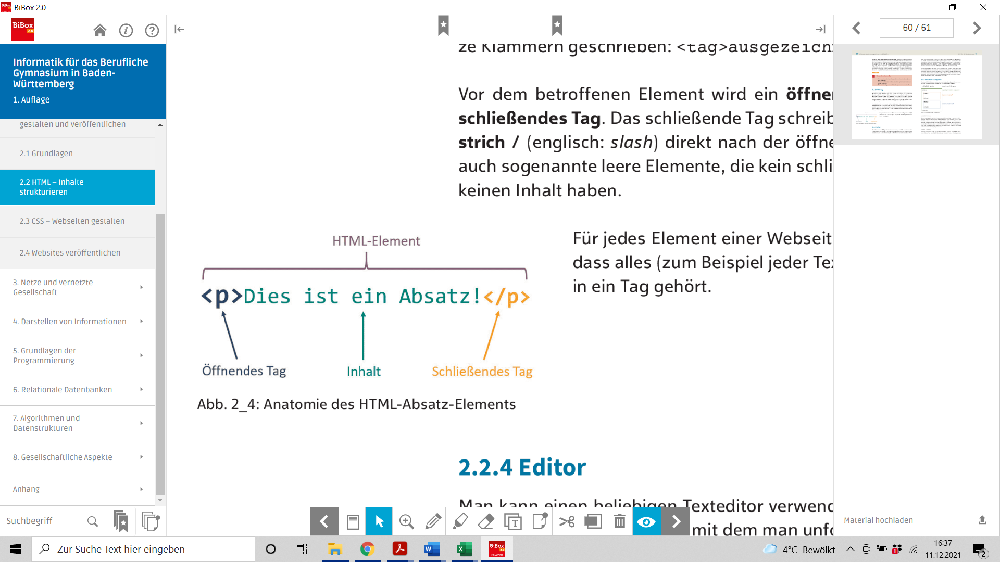 BiBox 2.0
BiBox
2.0
60 / 61
Informatik für das Berufliche
Gymnasium in Baden-
Württemberg
1. Auflage
gestalten und veröffentlichen
2.1 Grundlagen
2.2 HTML – Inhalte
strukturieren
2.3 CSS – Webseiten gestalten
2.4 Websites veröffentlichen
3. Netze und vernetzte
Gesellschaft
4. Darstellen von Informationen
5. Grundlagen der
Programmierung
6. Relationale Datenbanken
7. Algorithmen und
Datenstrukturen
8. Gesellschaftliche Aspekte
Anhang
Suchbegriff
ze Klammern geschrieben: <tag>ausgezeich
Vor dem betroffenen Element wird ein öffne
schließendes Tag. Das schließende Tag schreib
strich / (englisch: slash) direkt nach der öffne
auch sogenannte leere Elemente, die kein schli
keinen Inhalt haben.
HTML-Element
<p>Dies ist ein Absatz!</p>
Öffnendes Tag
Inhalt
Schließendes Tag
Abb. 2_4: Anatomie des HTML-Absatz-Elements
Für jedes Element einer Webseit
dass alles (zum Beispiel jeder Te
in ein Tag gehört.
2.2.4 Editor
Man kann einen beliebigen Texteditor verwend
mit dem man unfo
Material hochladen
Zur Suche Text hier eingeben
4°C Bewölkt
16:37
11.12.2021
2